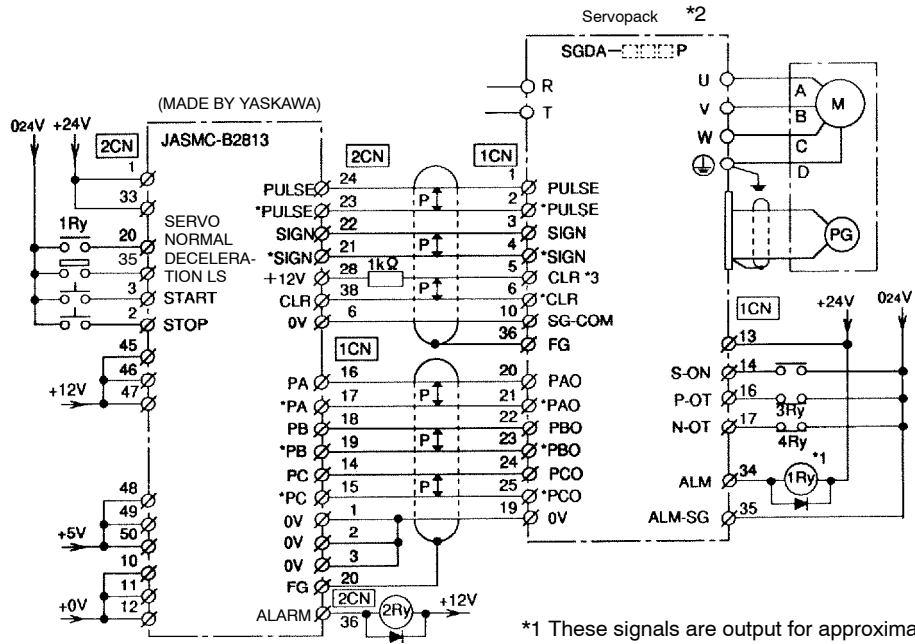 Servopack *2
SGDA- P
R
T
U
V
W
A
B
C
D
M
PG
(MADE BY YASKAWA)
JASMC-B2813
024V +24V
2CN
1
33
1Ry
20
35
3
2
SERVO
NORMAL
DECELERA-
TION LS
START
STOP
45
46
47
+12V
48
49
50
+5V
10
11
12
+0V
2CN
1CN
PULSE 24 P 1 PULSE
*PULSE 23 2 *PULSE
SIGN 22 P 3 SIGN
*SIGN 21 4 *SIGN
+12V 28 1kΩ 5 CLR *3
CLR 38 P 6 *CLR
0V 6 10 SG-COM
36 FG
1CN
PA 16 P 20 PAO
*PA 17 21 *PAO
PB 18 P 22 PBO
*PB 19 23 *PBO
PC 14 P 24 PCO
*PC 15 25 *PCO
0V 1 19 0V
0V 2
0V 3
FG 20
2CN
ALARM 36 2Ry +12V
1CN
+24V 024V
13
S-ON 14
P-OT 16 3Ry
N-OT 17 4Ry
*1
ALM 34 1Ry
ALM-SG 35
*1 These signals are output for approxima